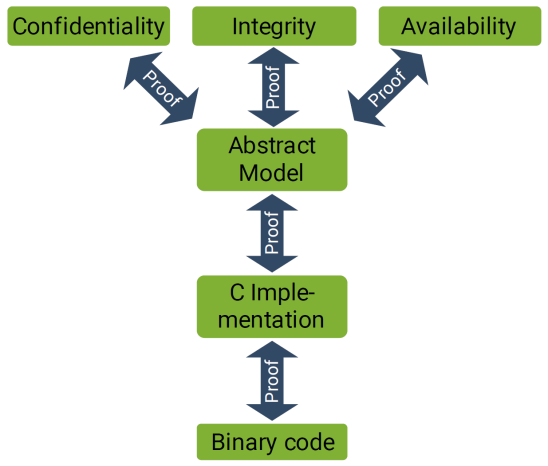 Confidentiality
Integrity
Availability
Proof
Proof
Proof
Abstract
Model
Proof
C Imple-
mentation
Proof
Binary code